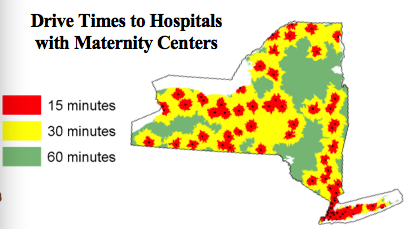 Drive Times to Hospitals
with Maternity Centers
15 minutes
30 minutes
60 minutes